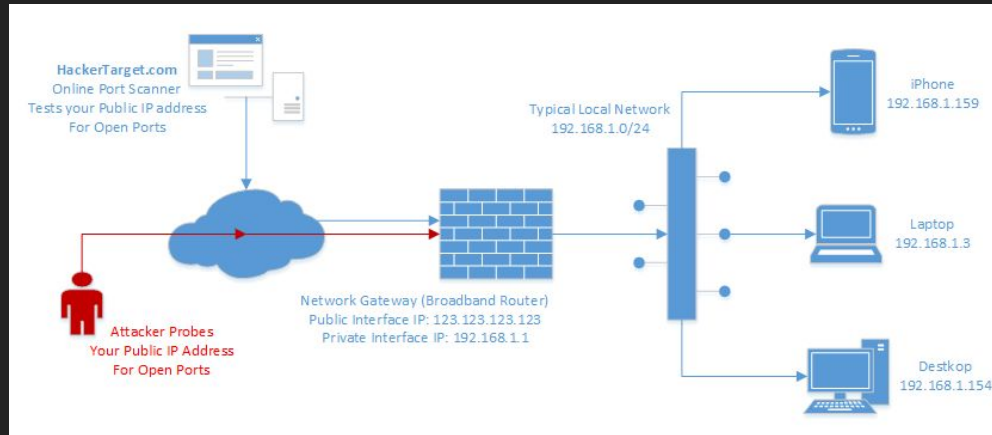 HackerTarget.com
Online Port Scanner
Tests your Public IP address
For Open Ports
Typical Local Network
192.168.1.0/24
iPhone
192.168.1.159
Laptop
192.168.1.3
Network Gateway (Broadband Router)
Public Interface IP: 123.123.123.123
Private Interface IP: 192.168.1.1
Attacker Probes
Your Public IP Address
For Open Ports
Destkop
192.168.1.154